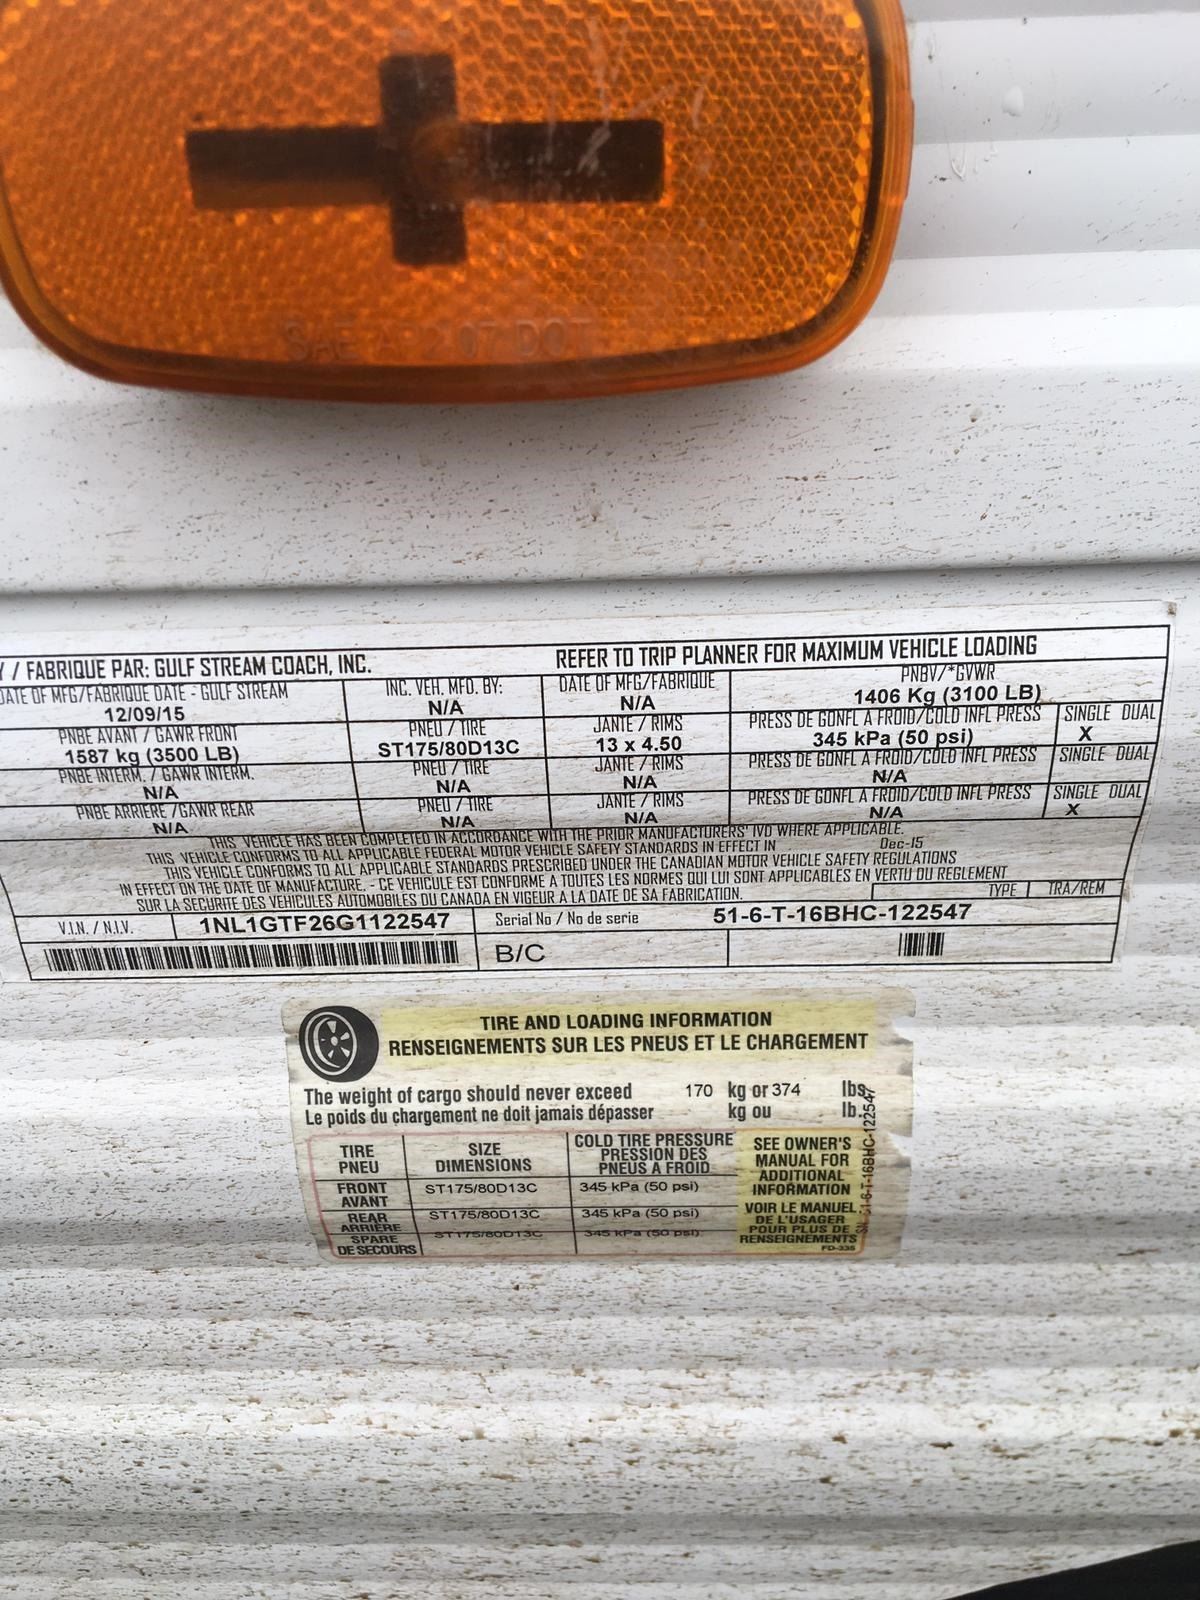 SAE AP2 07 DOT
Y / FABRIQUE PAR: GULF STREAM COACH, INC. REFER TO TRIP PLANNER FOR MAXIMUM VEHICLE LOADING
DATE OF MFG/FABRIQUE DATE - GULF STREAM INC. VEH. MFD. BY: DATE OF MFG/FABRIQUE PNBV/*GVWR
12/09/15 N/A N/A 1406 Kg (3100 LB)
PNBE AVANT / GAWR FRONT PNEU / TIRE JANTE / RIMS PRESS DE GONFL A FROID/COLD INFL PRESS SINGLE DUAL
1587 kg (3500 LB) ST175/80D13C 13 x 4.50 345 kPa (50 psi) X
PNBE INTERM. / GAWR INTERM. PNEU / TIRE JANTE / RIMS PRESS DE GONFL A FROID/COLD INFL PRESS SINGLE DUAL
N/A N/A N/A N/A
PNBE ARRIERE /GAWR REAR PNEU / TIRE JANTE / RIMS PRESS DE GONFL A FROID/COLD INFL PRESS SINGLE DUAL
N/A N/A N/A N/A X
THIS VEHICLE HAS BEEN COMPLETED IN ACCORDANCE WITH THE PRIOR MANUFACTURERS' IVD WHERE APPLICABLE.
THIS VEHICLE CONFORMS TO ALL APPLICABLE FEDERAL MOTOR VEHICLE SAFETY STANDARDS IN EFFECT IN Dec-15
THIS VEHICLE CONFORMS TO ALL APPLICABLE STANDARDS PRESCRIBED UNDER THE CANADIAN MOTOR VEHICLE SAFETY REGULATIONS
IN EFFECT ON THE DATE OF MANUFACTURE. - CE VEHICULE EST CONFORME A TOUTES LES NORMES QUI LUI SONT APPLICABLES EN VERTU DU REGLEMENT
SUR LA SECURITE DES VEHICULES AUTOMOBILES DU CANADA EN VIGEUR A LA DATE DE SA FABRICATION. TYPE TRA/REM
V.I.N. / N.I.V. 1NL1GTF26G1122547 Serial No / No de serie 51-6-T-16BHC-122547
B/C
TIRE AND LOADING INFORMATION
RENSEIGNEMENTS SUR LES PNEUS ET LE CHARGEMENT
The weight of cargo should never exceed 170 kg or 374 lbs.
Le poids du chargement ne doit jamais dépasser kg ou lb.
TIRE SIZE COLD TIRE PRESSURE
PNEU DIMENSIONS PRESSION DES
PNEUS A FROID
FRONT ST175/80D13C 345 kPa (50 psi)
AVANT
REAR ST175/80D13C 345 kPa (50 psi)
ARRIÈRE
SPARE ST175/80D13C 345 kPa (50 psi)
DE SECOURS
SEE OWNER'S
MANUAL FOR
ADDITIONAL
INFORMATION
VOIR LE MANUEL
DE L'USAGER
POUR PLUS DE
RENSEIGNEMENTS
FD-335
51-6-T-16BHC-122547